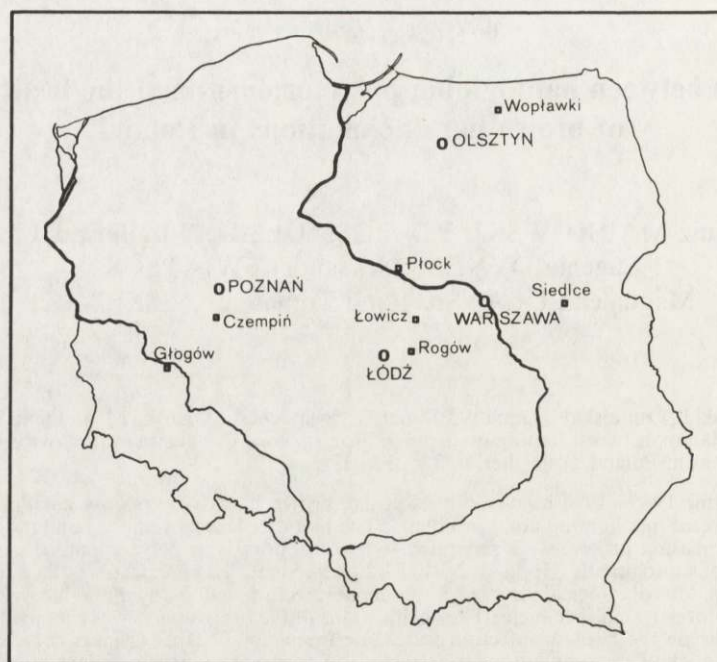 Wopławki
OLSZTYN
Płock
POZNAŃ
Siedlce
Czempiń
Łowicz
WARSZAWA
Głogów
Rogów
ŁÓDŹ